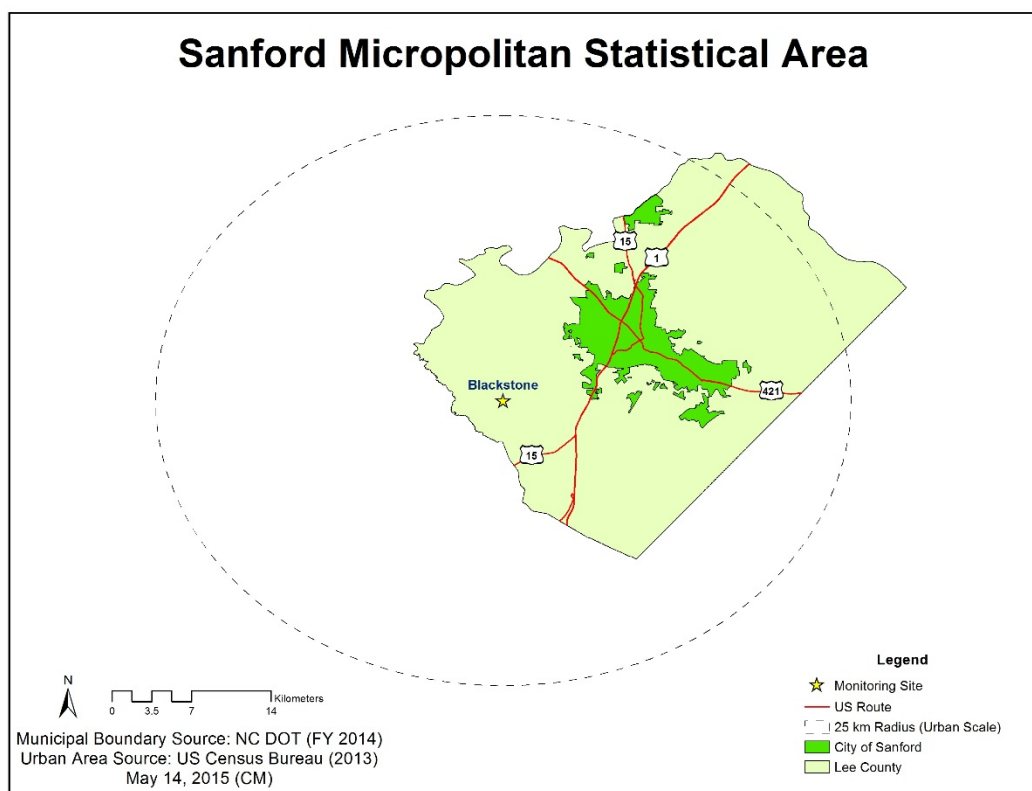 Sanford Micropolitan Statistical Area
15
1
Blackstone
421
15
Legend
Monitoring Site
US Route
25 km Radius (Urban Scale)
City of Sanford
Lee County
N
Kilometers
0 3.5 7 14
Municipal Boundary Source: NC DOT (FY 2014)
Urban Area Source: US Census Bureau (2013)
May 14, 2015 (CM)